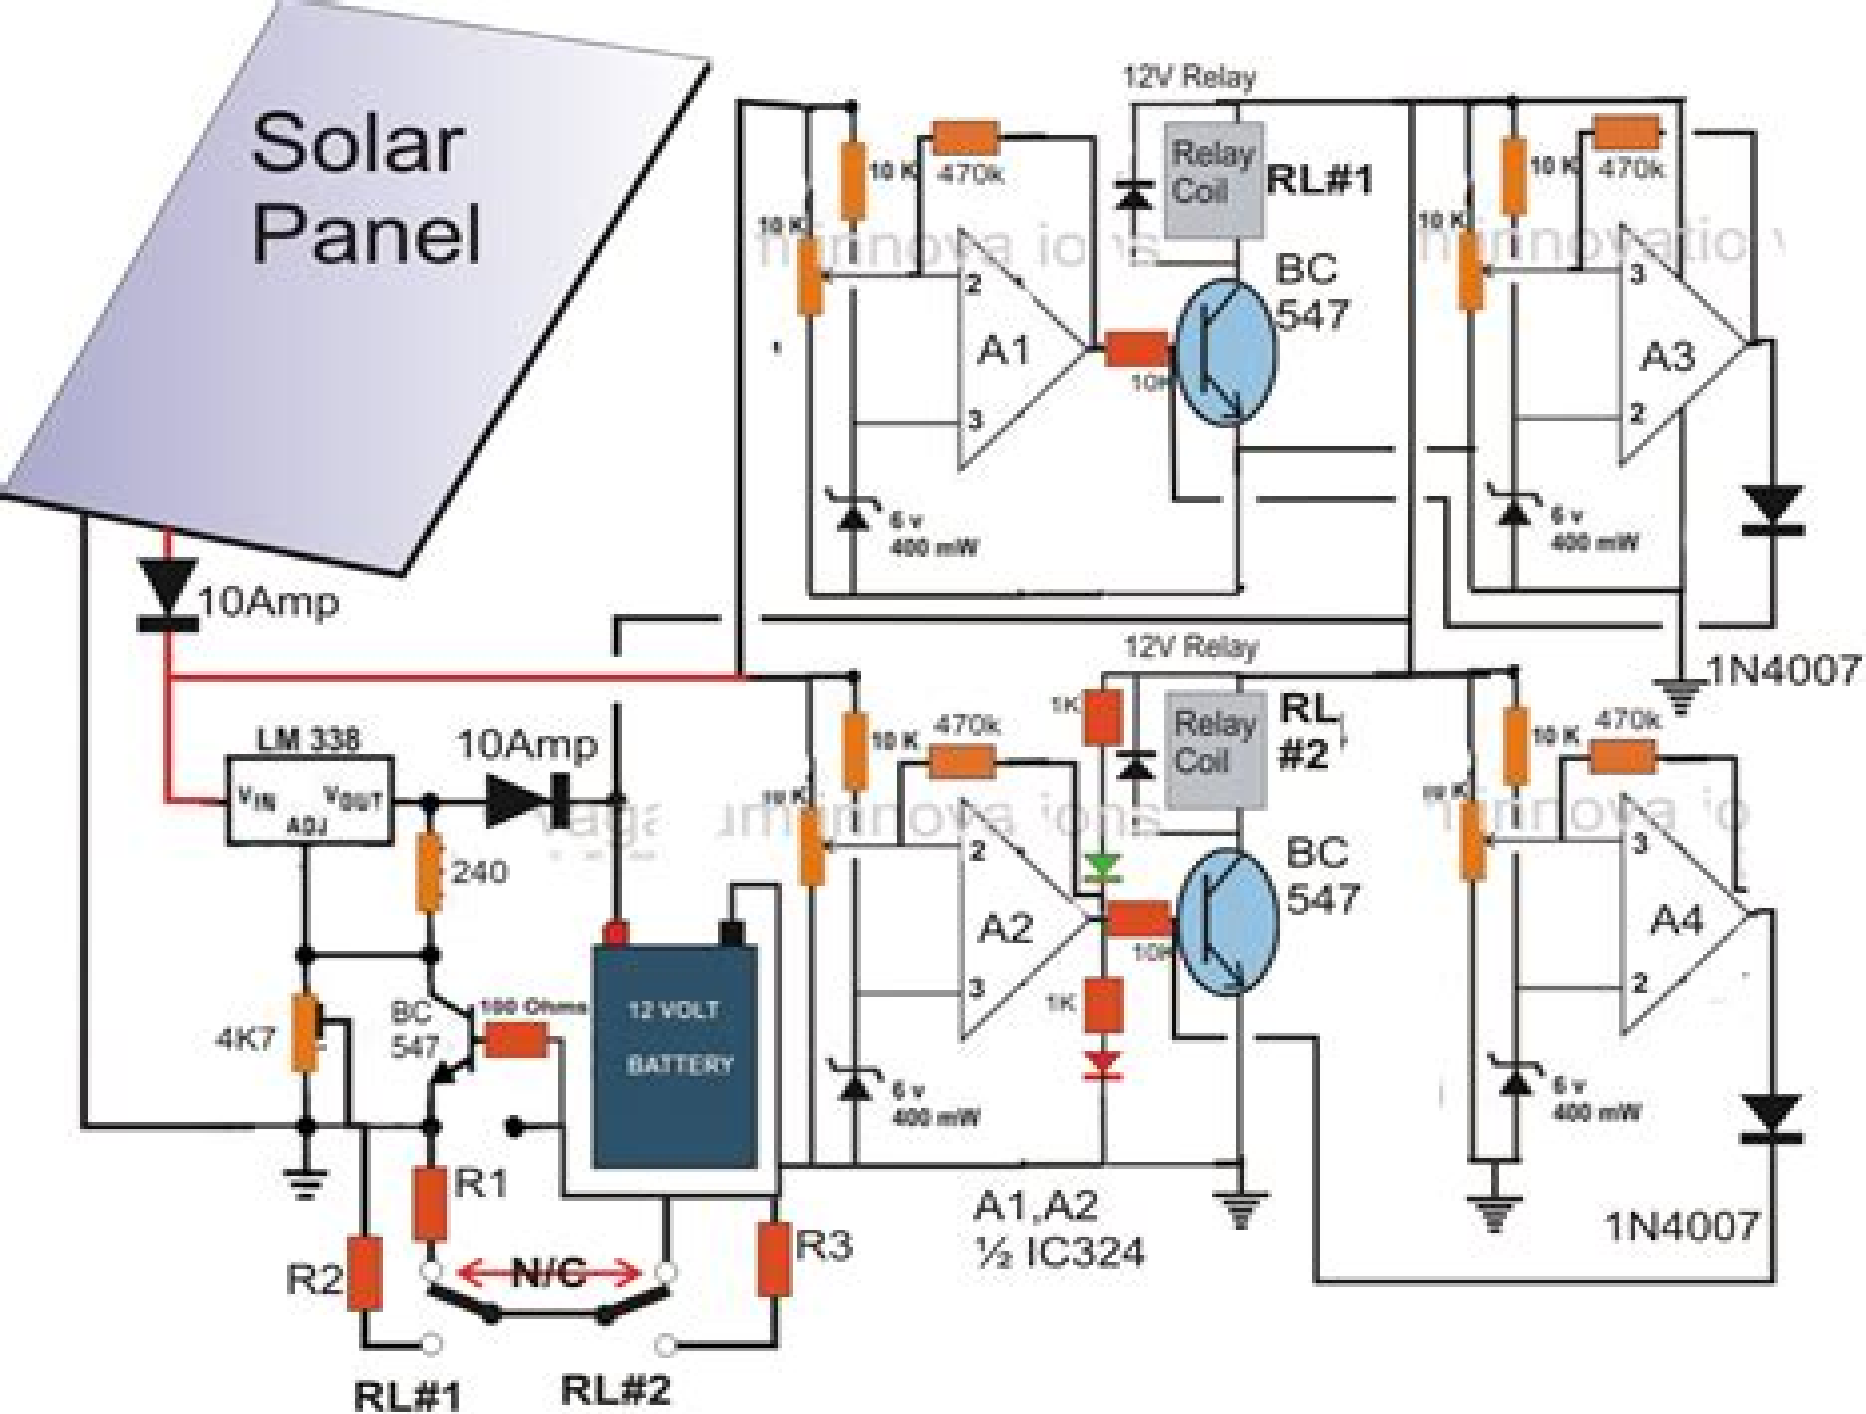 Solar
Panel
12V Relay
Relay
Coil
RL#1
BC
547
10 K
470k
10 K
2
A1
3
6 v
400 mW
10 K
470k
10 K
3
A3
2
6 v
400 mW
1N4007
10Amp
LM 338
VIN
VOUT
ADJ
10Amp
240
4K7
BC
547
100 Ohms
12 VOLT
BATTERY
R1
R2
R3
N/C
RL#1
RL#2
12V Relay
1K
Relay
Coil
RL
#2
BC
547
10 K
470k
10 K
2
A2
3
1K
6 v
400 mW
A1,A2
½ IC324
10 K
470k
10 K
3
A4
2
6 v
400 mW
1N4007